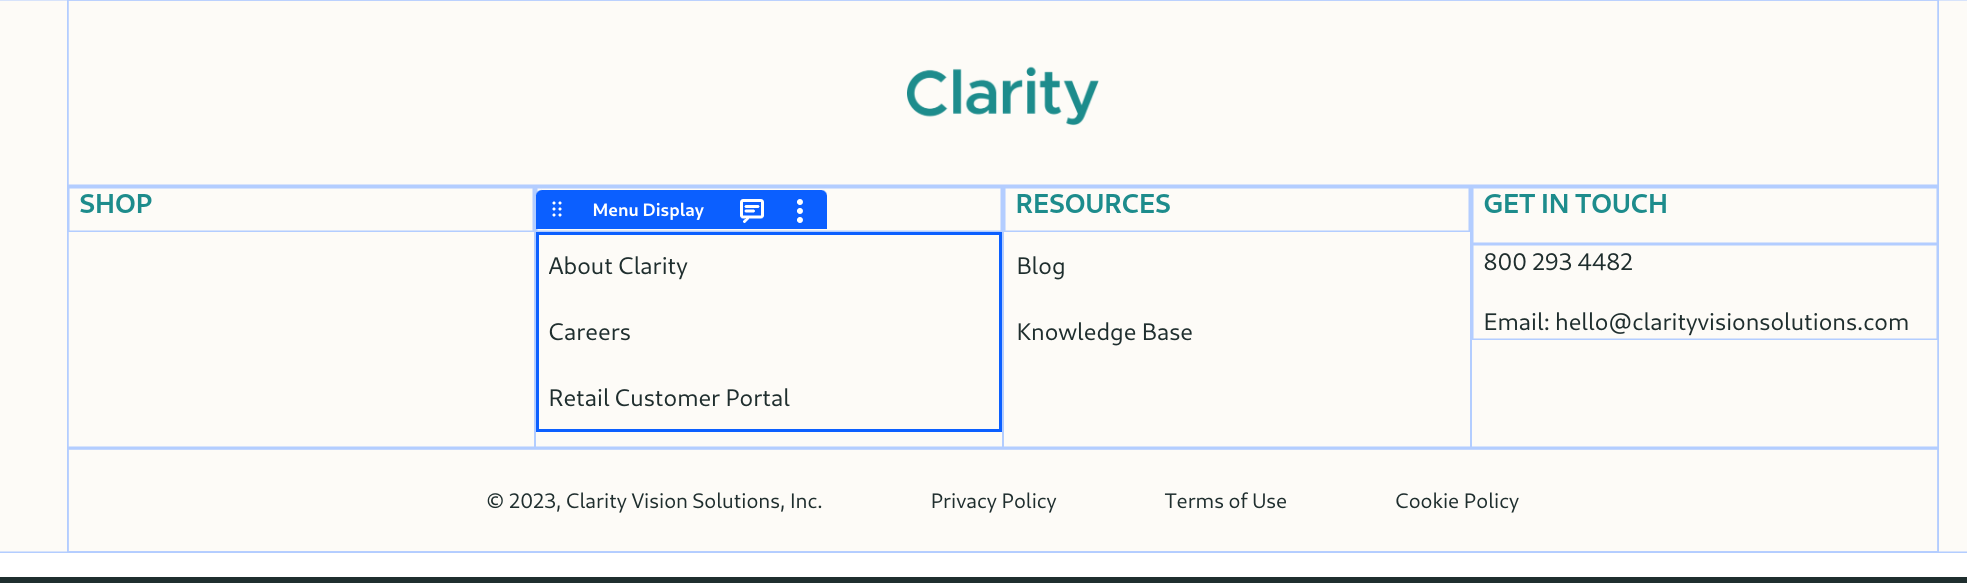 Clarity
SHOP
Menu Display
About Clarity
Careers
Retail Customer Portal
RESOURCES
Blog
Knowledge Base
GET IN TOUCH
800 293 4482
Email: hello@clarityvisionsolutions.com
© 2023, Clarity Vision Solutions, Inc. Privacy Policy Terms of Use Cookie Policy